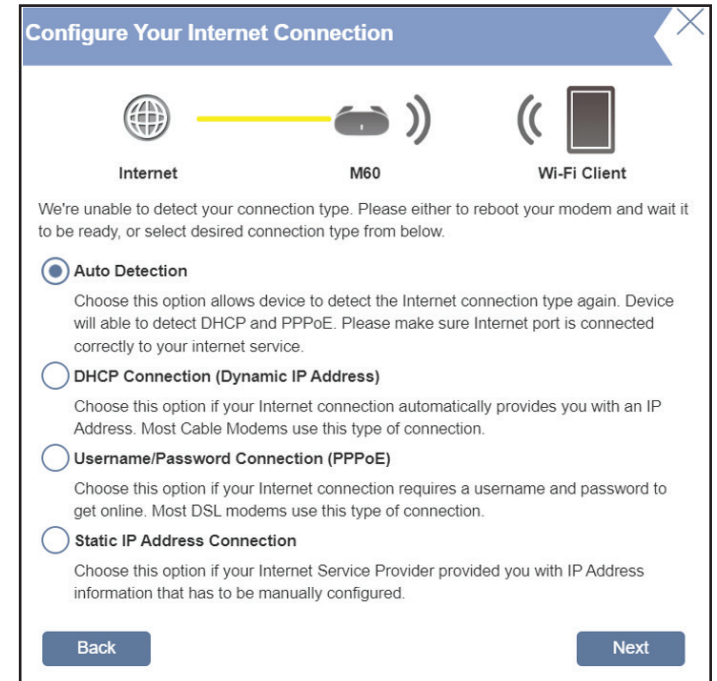 Configure Your Internet Connection
Internet
M60
Wi-Fi Client
We're unable to detect your connection type. Please either to reboot your modem and wait it
to be ready, or select desired connection type from below.
Auto Detection
Choose this option allows device to detect the Internet connection type again. Device
will able to detect DHCP and PPPoE. Please make sure Internet port is connected
correctly to your internet service.
DHCP Connection (Dynamic IP Address)
Choose this option if your Internet connection automatically provides you with an IP
Address. Most Cable Modems use this type of connection.
Username/Password Connection (PPPoE)
Choose this option if your Internet connection requires a username and password to
get online. Most DSL modems use this type of connection.
Static IP Address Connection
Choose this option if your Internet Service Provider provided you with IP Address
information that has to be manually configured.
Back
Next